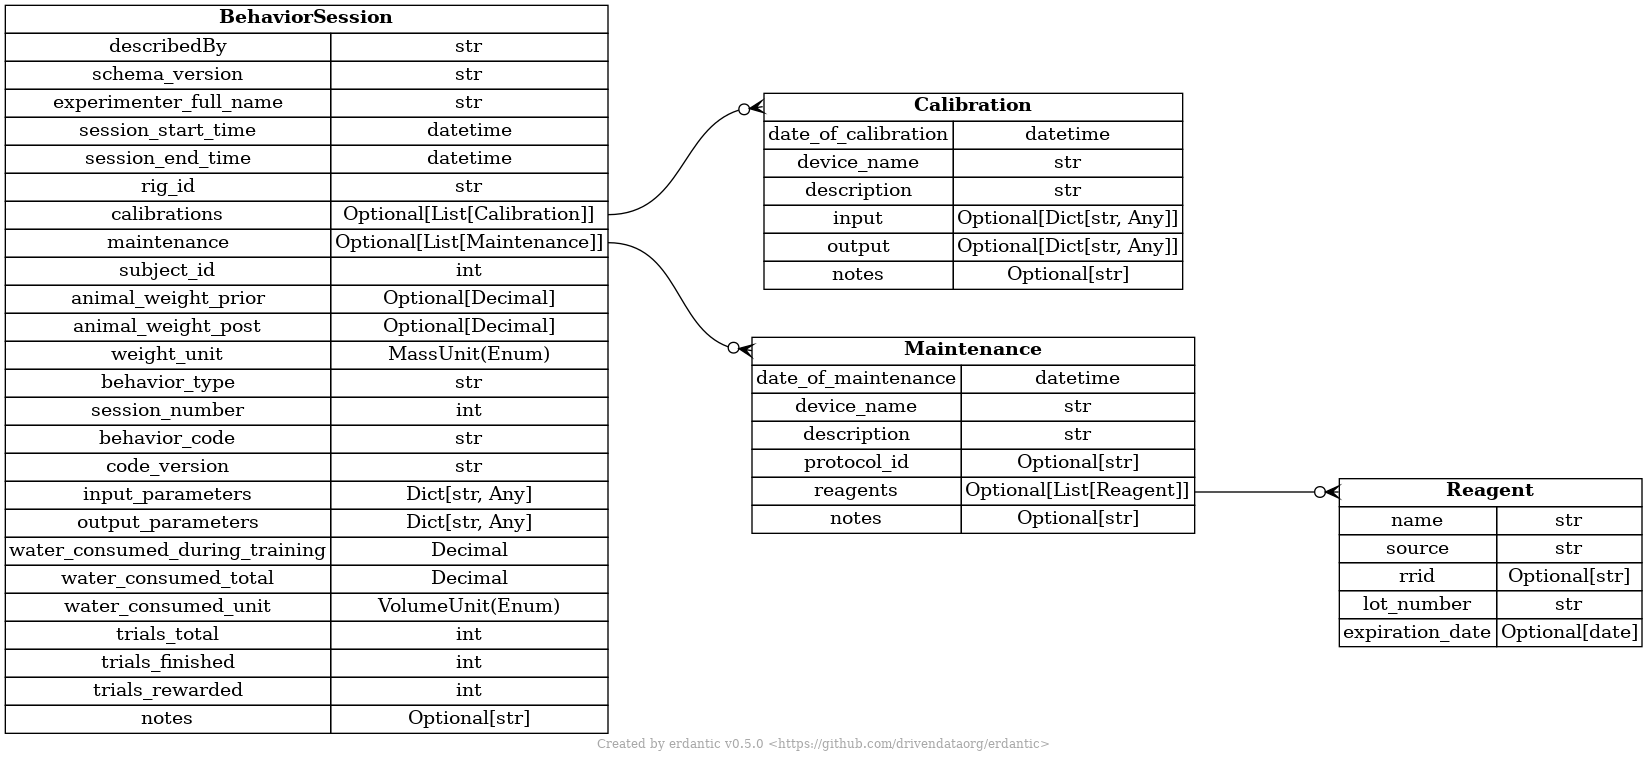 BehaviorSession
describedBy str
schema_version str
experimenter_full_name str
session_start_time datetime
session_end_time datetime
rig_id str
calibrations Optional[List[Calibration]]
maintenance Optional[List[Maintenance]]
subject_id int
animal_weight_prior Optional[Decimal]
animal_weight_post Optional[Decimal]
weight_unit MassUnit(Enum)
behavior_type str
session_number int
behavior_code str
code_version str
input_parameters Dict[str, Any]
output_parameters Dict[str, Any]
water_consumed_during_training Decimal
water_consumed_total Decimal
water_consumed_unit VolumeUnit(Enum)
trials_total int
trials_finished int
trials_rewarded int
notes Optional[str]
Calibration
date_of_calibration datetime
device_name str
description str
input Optional[Dict[str, Any]]
output Optional[Dict[str, Any]]
notes Optional[str]
Maintenance
date_of_maintenance datetime
device_name str
description str
protocol_id Optional[str]
reagents Optional[List[Reagent]]
notes Optional[str]
Reagent
name str
source str
rrid Optional[str]
lot_number str
expiration_date Optional[date]
Created by erdantic v0.5.0 <https://github.com/drivendataorg/erdantic>